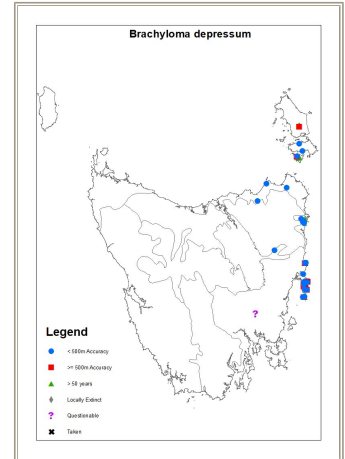 Brachyloma depressum
Legend
< 500m Accuracy
>= 500m Accuracy
> 50 years
Locally Extinct
? Questionable
Taken